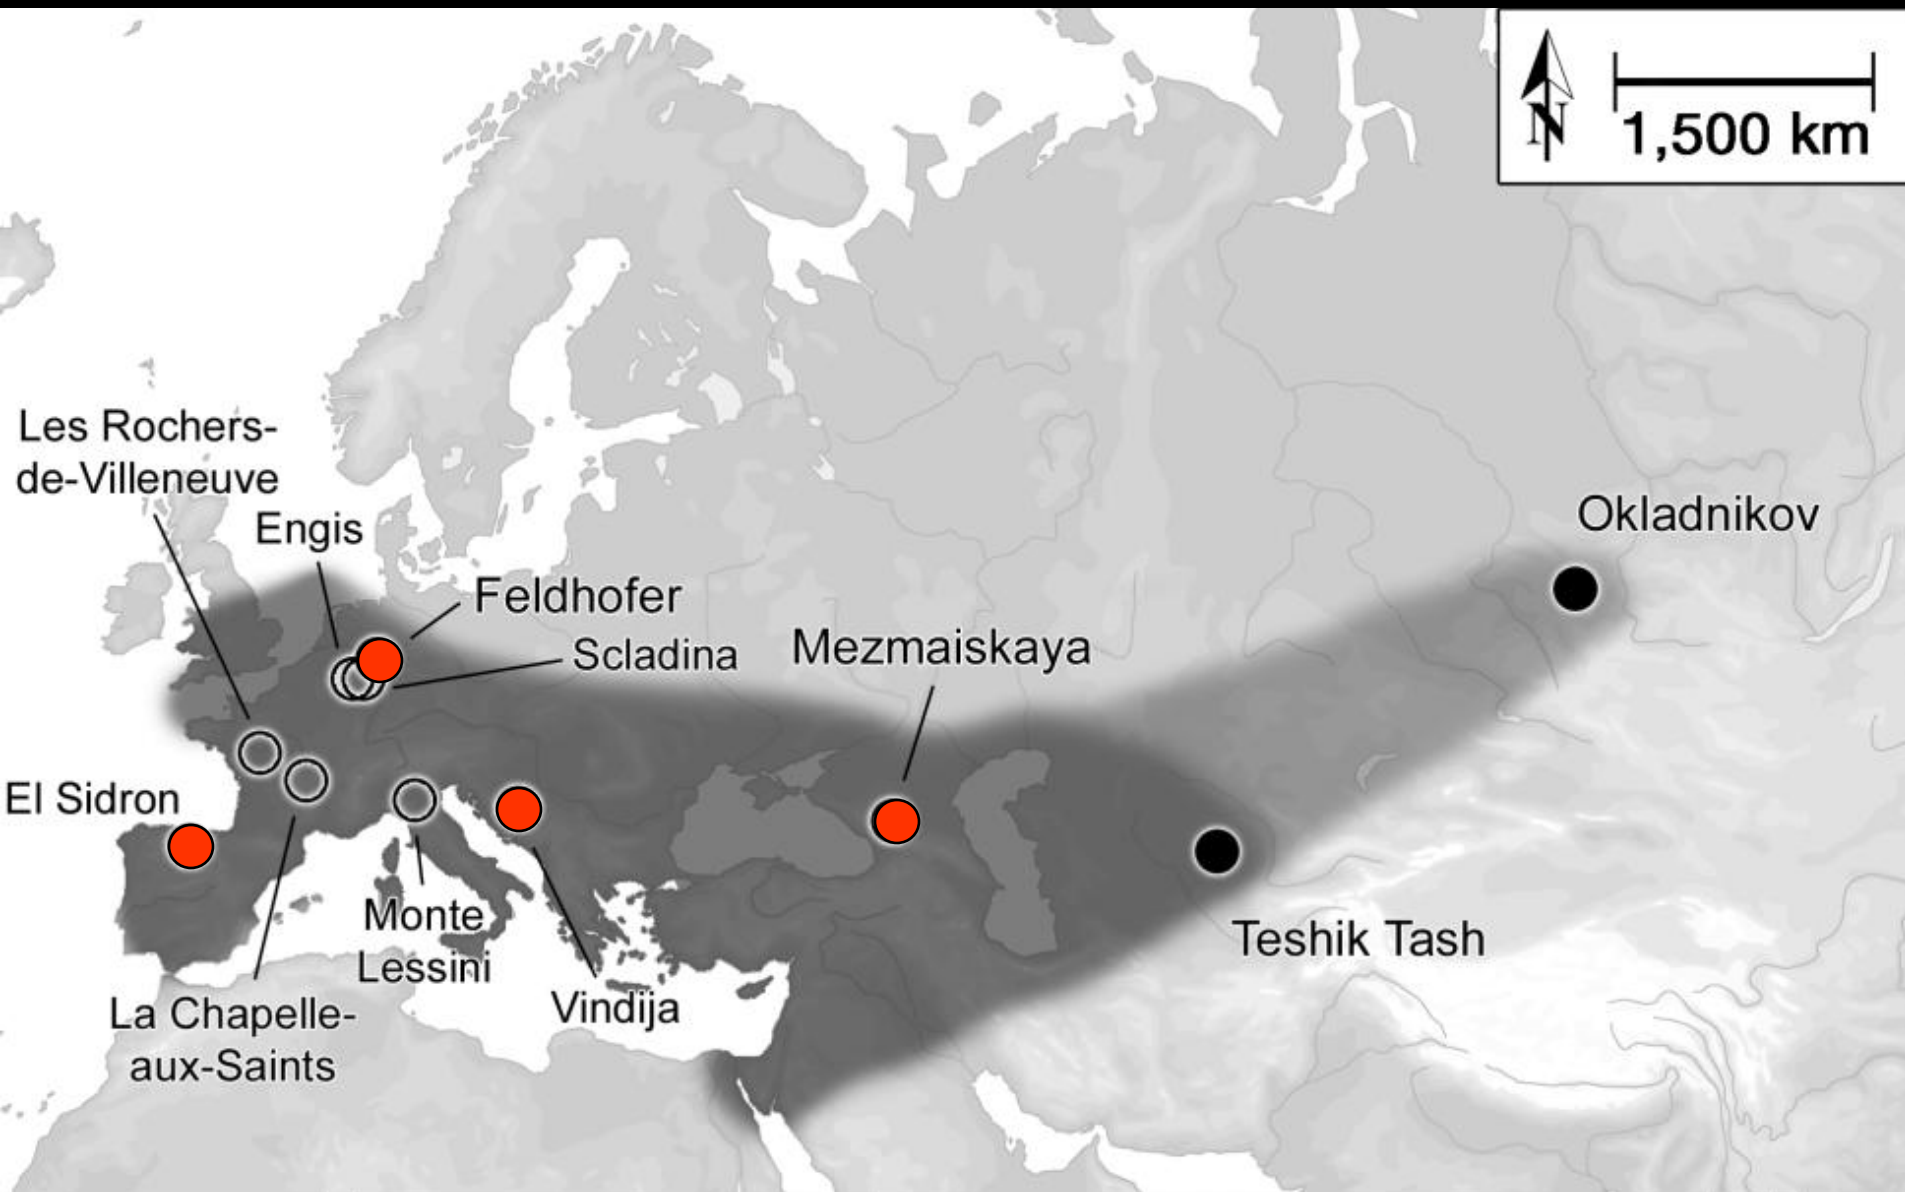 N
1,500 km
Les Rochers-
de-Villeneuve
Engis
Feldhofer
Scladina
Mezmaiskaya
Okladnikov
El Sidron
Monte
Lessini
Vindija
La Chapelle-
aux-Saints
Teshik Tash